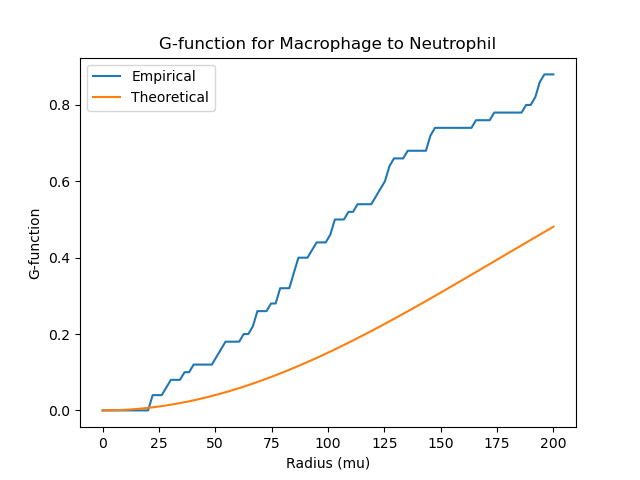 G-function for Macrophage to Neutrophil
Empirical
Theoretical
0.8
0.6
0.4
0.2
0.0
G-function
0 25 50 75 100 125 150 175 200
Radius (mu)